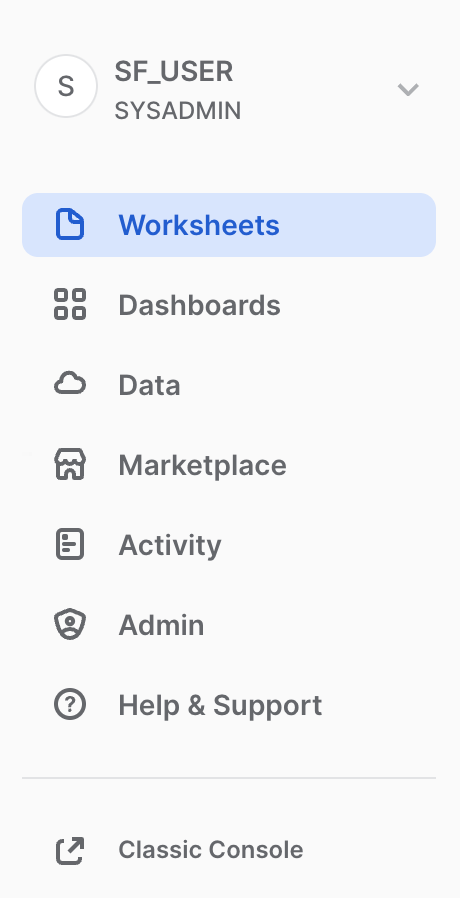 S
SF_USER
SYSADMIN
Worksheets
Dashboards
Data
Marketplace
Activity
Admin
Help & Support
Classic Console